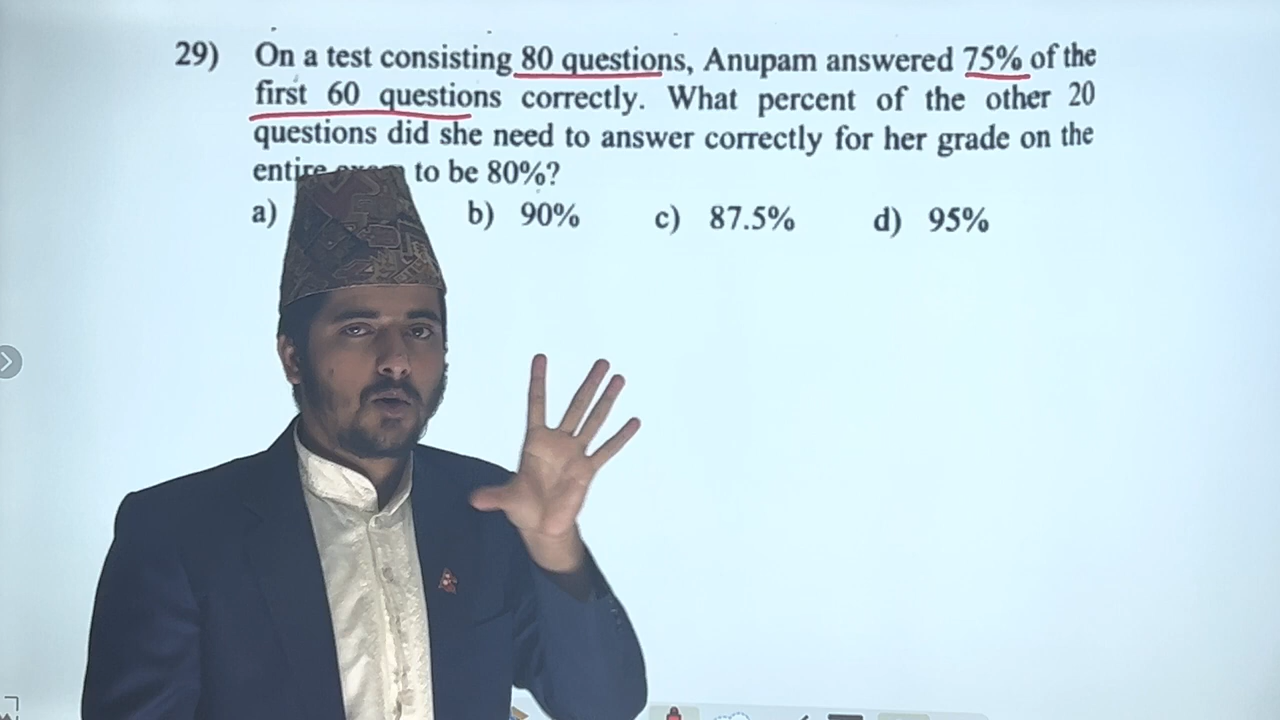 29) On a test consisting 80 questions, Anupam answered 75% of the
first 60 questions correctly. What percent of the other 20
questions did she need to answer correctly for her grade on the
entire to be 80%?
a) b) 90% c) 87.5% d) 95%